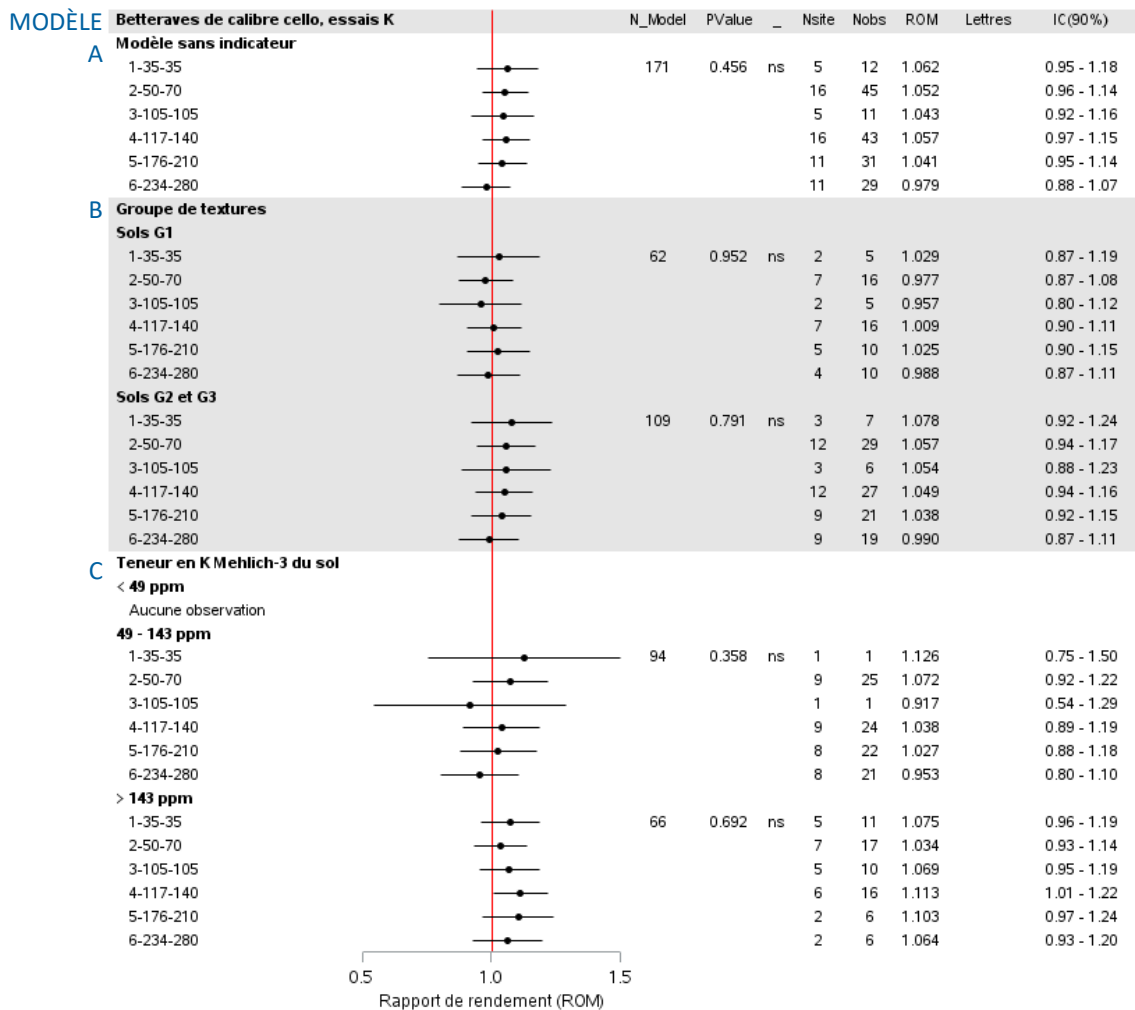 MODÈLE Betteraves de calibre cello, essais K N_Model PValue _ Nsite Nobs ROM Lettres IC(90%)
A Modèle sans indicateur
1-35-35 171 0.456 ns 5 12 1.062 0.95 - 1.18
2-50-70 16 45 1.052 0.96 - 1.14
3-105-105 5 11 1.043 0.92 - 1.16
4-117-140 16 43 1.057 0.97 - 1.15
5-176-210 11 31 1.041 0.95 - 1.14
6-234-280 11 29 0.979 0.88 - 1.07
B Groupe de textures
Sols G1
1-35-35 62 0.952 ns 2 5 1.029 0.87 - 1.19
2-50-70 7 16 0.977 0.87 - 1.08
3-105-105 2 5 0.957 0.80 - 1.12
4-117-140 7 16 1.009 0.90 - 1.11
5-176-210 5 10 1.025 0.90 - 1.15
6-234-280 4 10 0.988 0.87 - 1.11
Sols G2 et G3
1-35-35 109 0.791 ns 3 7 1.078 0.92 - 1.24
2-50-70 12 29 1.057 0.94 - 1.17
3-105-105 3 6 1.054 0.88 - 1.23
4-117-140 12 27 1.049 0.94 - 1.16
5-176-210 9 21 1.038 0.92 - 1.15
6-234-280 9 19 0.990 0.87 - 1.11
C Teneur en K Mehlich-3 du sol
< 49 ppm
Aucune observation
49 - 143 ppm
1-35-35 94 0.358 ns 1 1 1.126 0.75 - 1.50
2-50-70 9 25 1.072 0.92 - 1.22
3-105-105 1 1 0.917 0.54 - 1.29
4-117-140 9 24 1.038 0.89 - 1.19
5-176-210 8 22 1.027 0.88 - 1.18
6-234-280 8 21 0.953 0.80 - 1.10
> 143 ppm
1-35-35 66 0.692 ns 5 11 1.075 0.96 - 1.19
2-50-70 7 17 1.034 0.93 - 1.14
3-105-105 5 10 1.069 0.95 - 1.19
4-117-140 6 16 1.113 1.01 - 1.22
5-176-210 2 6 1.103 0.97 - 1.24
6-234-280 2 6 1.064 0.93 - 1.20
0.5 1.0 1.5
Rapport de rendement (ROM)